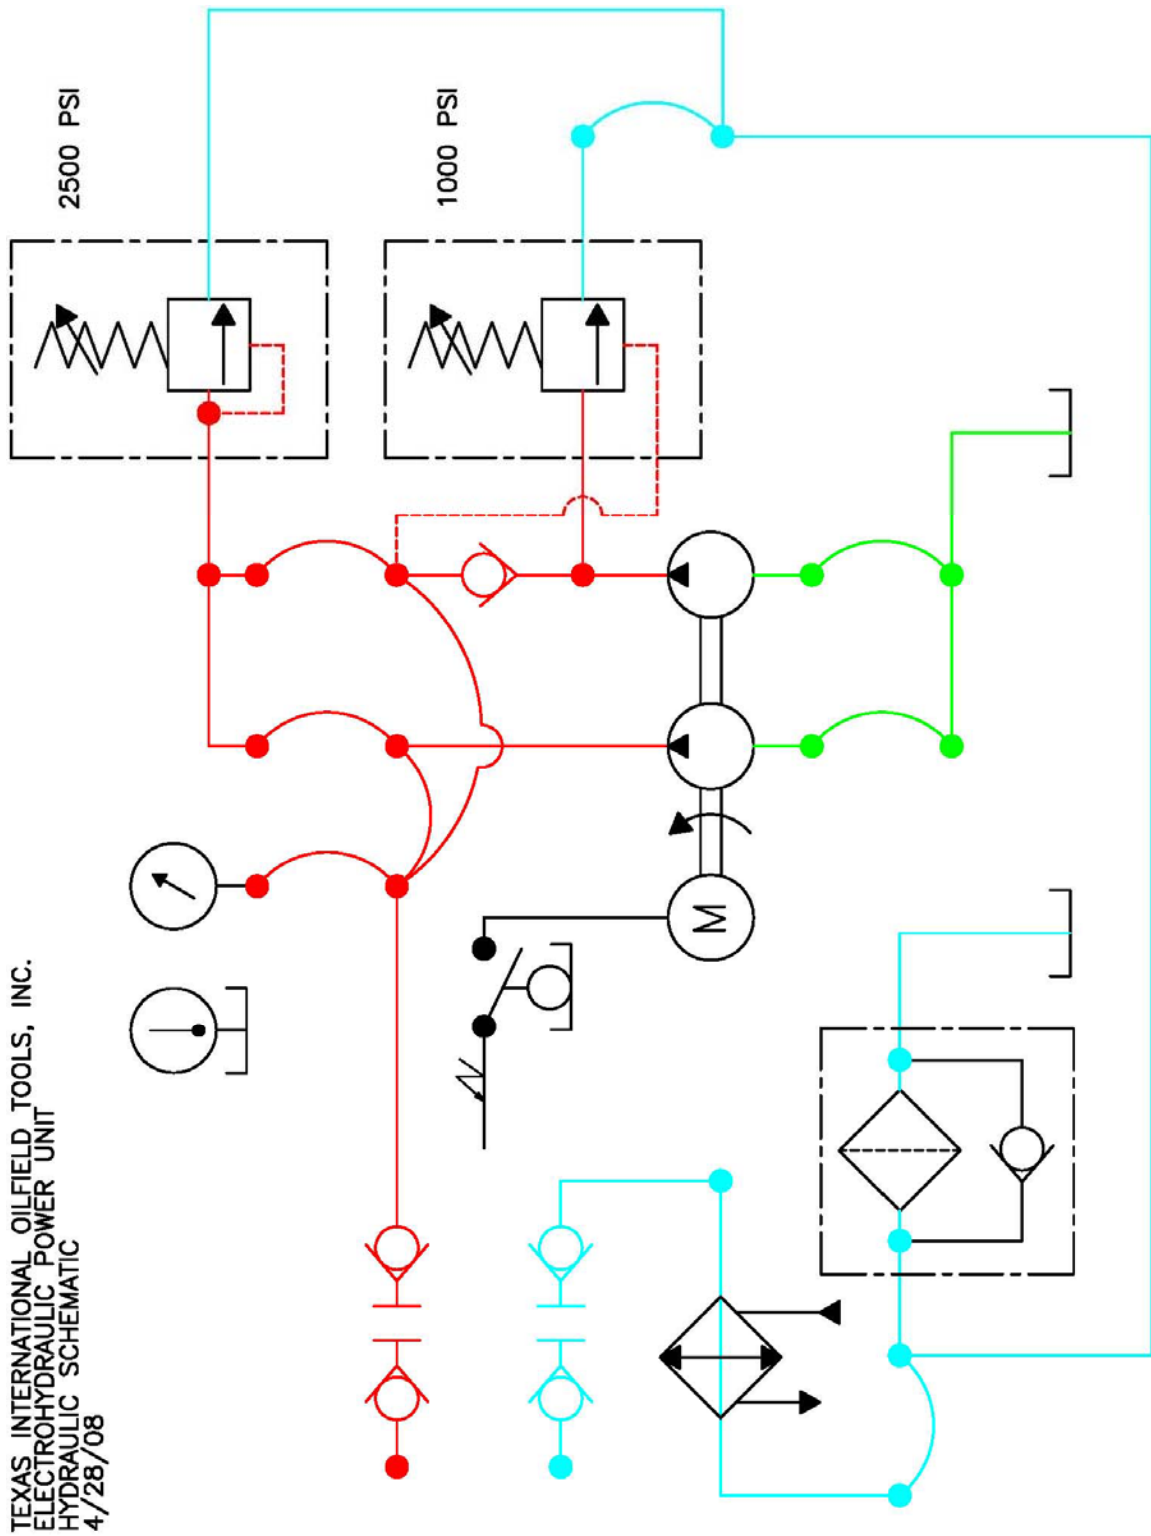 TEXAS INTERNATIONAL OILFIELD TOOLS, INC.
ELECTROHYDRAULIC POWER UNIT
HYDRAULIC SCHEMATIC
4/28/08
2500 PSI
1000 PSI
M